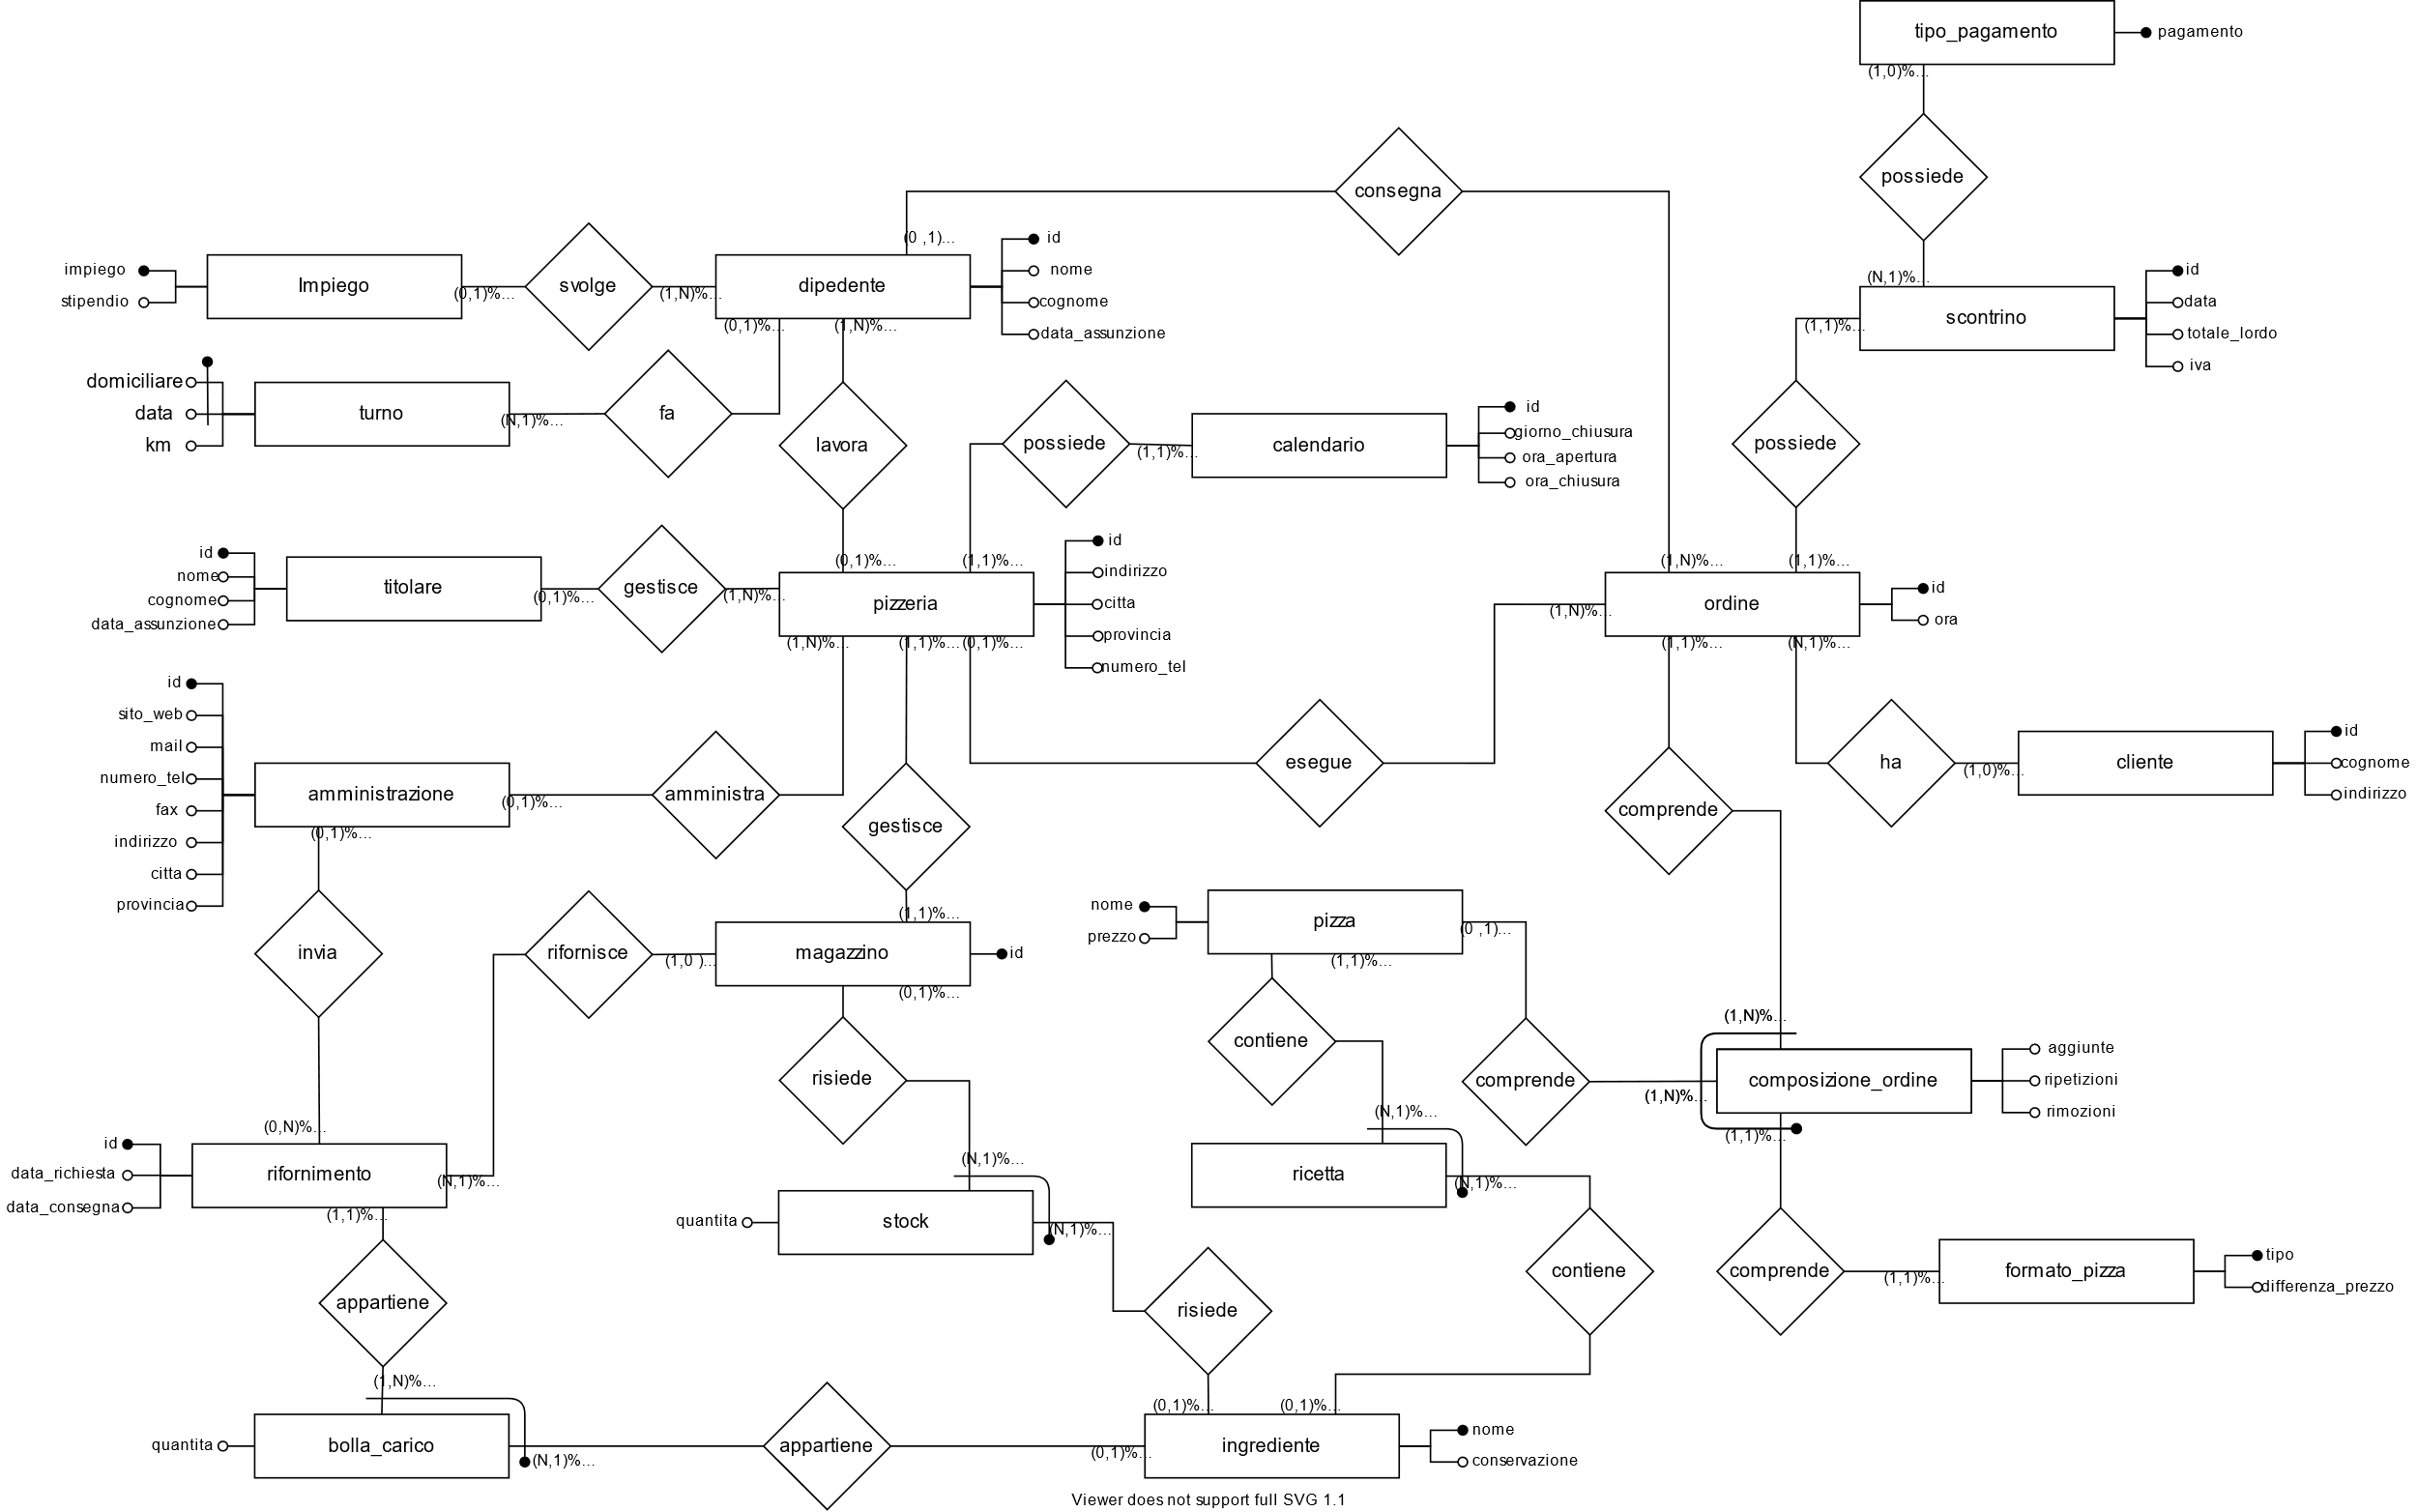 tipo_pagamento
pagamento
(1,0)%...
possiede
consegna
(N,1)%...
scontrino
id
data
totale_lordo
iva
(1,1)%...
possiede
(1,1)%...
impiego
stipendio
Impiego
(0,1)%...
svolge
(1,N)%...
dipedente
(0 ,1)...
id
nome
cognome
data_assunzione
(0,1)%...
(1,N)%...
domiciliare
data
km
turno
(N,1)%...
fa
lavora
possiede
(1,1)%...
calendario
id
giorno_chiusura
ora_apertura
ora_chiusura
id
nome
cognome
data_assunzione
titolare
(0,1)%...
gestisce
(1,N)%...
(0,1)%...
(1,1)%...
pizzeria
id
indirizzo
citta
provincia
numero_tel
(1,N)%...
(1,1)%...
(0,1)%...
(1,N)%...
(1,N)%...
ordine
id
ora
(1,1)%...
(N,1)%...
id
sito_web
mail
numero_tel
fax
indirizzo
citta
provincia
amministrazione
(0,1)%...
amministra
(0,1)%...
gestisce
esegue
comprende
ha
(1,0)%...
cliente
id
cognome
indirizzo
invia
rifornisce
(1,0 )...
(1,1)%...
magazzino
id
(0,1)%...
nome
prezzo
pizza
(0 ,1)...
(1,1)%...
risiede
contiene
comprende
(1,N)%...
(1,N)%...
composizione_ordine
aggiunte
ripetizioni
rimozioni
(1,1)%...
(0,N)%...
id
data_richiesta
data_consegna
rifornimento
(N,1)%...
(1,1)%...
(N,1)%...
quantita
stock
(N,1)%...
(N,1)%...
ricetta
(N,1)%...
appartiene
risiede
contiene
comprende
(1,1)%...
formato_pizza
tipo
differenza_prezzo
(1,N)%...
quantita
bolla_carico
(N,1)%...
appartiene
(0,1)%...
(0,1)%...
(0,1)%...
ingrediente
nome
conservazione
Viewer does not support full SVG 1.1